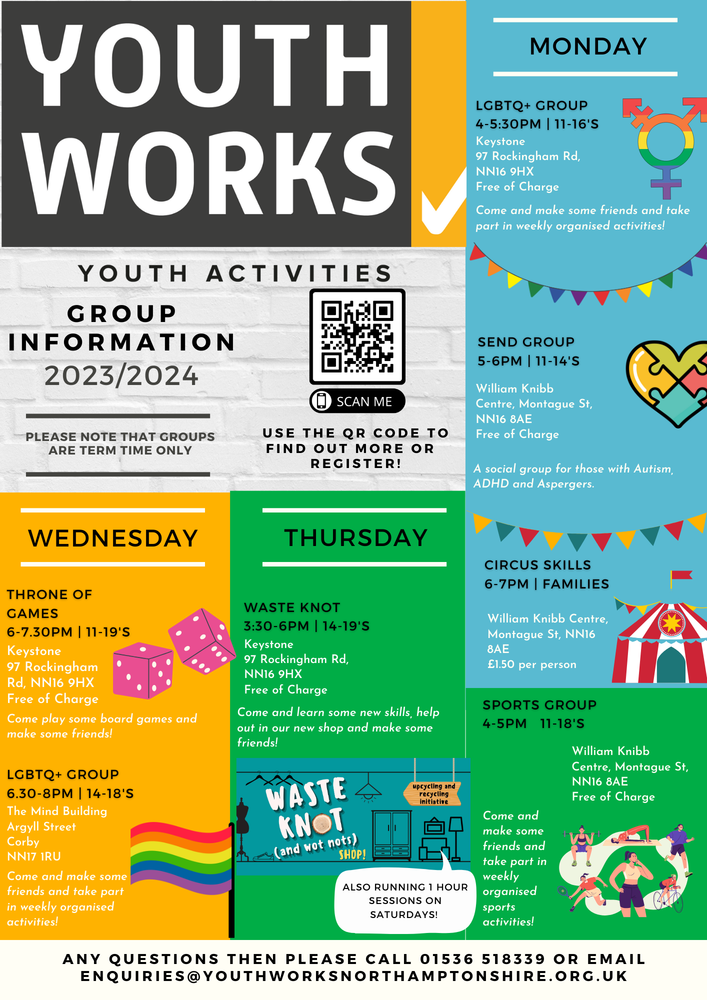 YOUTH
WORKS
YOUTH ACTIVITIES
GROUP
INFORMATION
2023/2024
PLEASE NOTE THAT GROUPS
ARE TERM TIME ONLY
SCAN ME
USE THE QR CODE TO
FIND OUT MORE OR
REGISTER!
MONDAY
LGBTQ+ GROUP
4-5:30PM | 11-16'S
Keystone
97 Rockingham Rd,
NN16 9HX
Free of Charge
Come and make some friends and take
part in weekly organised activities!
SEND GROUP
5-6PM | 11-14'S
William Knibb
Centre, Montague St,
NN16 8AE
Free of Charge
A social group for those with Autism,
ADHD and Aspergers.
CIRCUS SKILLS
6-7PM | FAMILIES
William Knibb Centre,
Montague St, NN16
8AE
£1.50 per person
WEDNESDAY
THRONE OF
GAMES
6-7.30PM | 11-19'S
Keystone
97 Rockingham
Rd, NN16 9HX
Free of Charge
Come play some board games and
make some friends!
LGBTQ+ GROUP
6.30-8PM | 14-18'S
The Mind Building
Argyll Street
Corby
NN17 1RU
Come and make some
friends and take part
in weekly organised
activities!
THURSDAY
WASTE KNOT
3:30-6PM | 14-19'S
Keystone
97 Rockingham Rd,
NN16 9HX
Free of Charge
Come and learn some new skills, help
out in our new shop and make some
friends!
WASTE
KNOT
(and wot nots)
SHOP!
upcycling and
recycling
initiative
ALSO RUNNING 1 HOUR
SESSIONS ON
SATURDAYS!
SPORTS GROUP
4-5PM 11-18'S
William Knibb
Centre, Montague St,
NN16 8AE
Free of Charge
Come and
make some
friends and
take part in
weekly
organised
sports
activities!
ANY QUESTIONS THEN PLEASE CALL 01536 518339 OR EMAIL
ENQUIRIES@YOUTHWORKSNORTHAMPTONSHIRE.ORG.UK